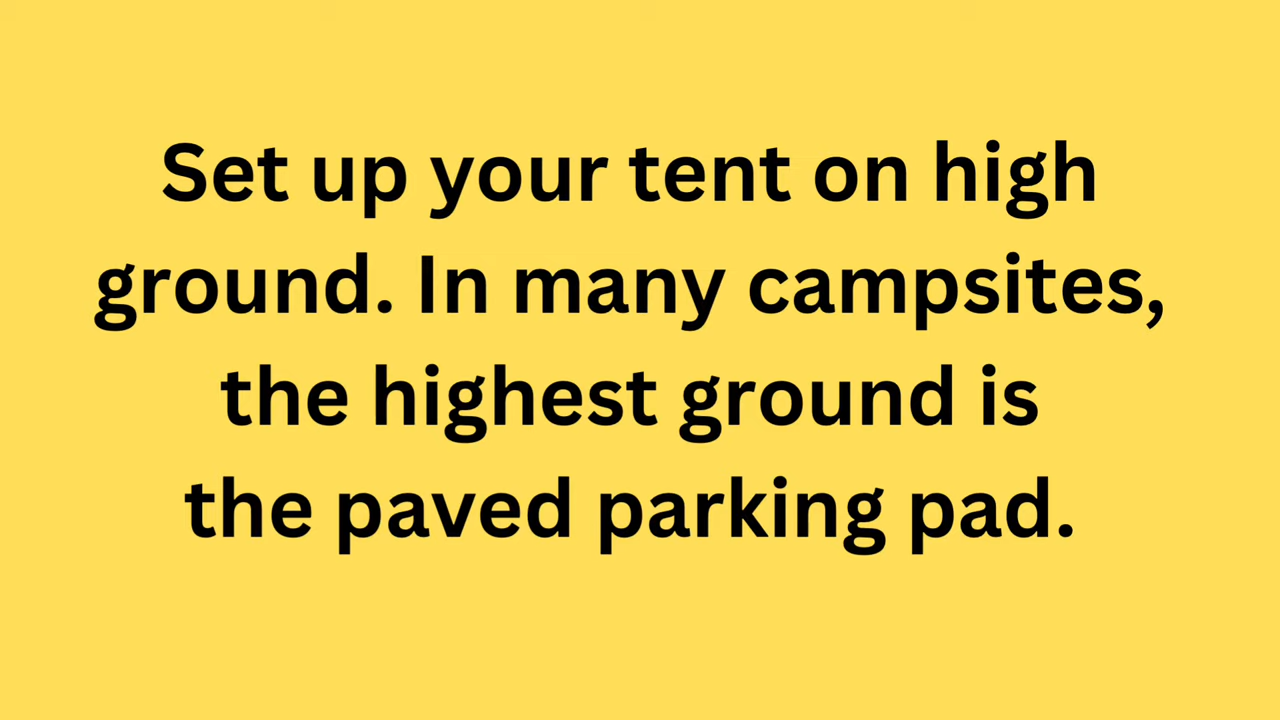 Set up your tent on high
ground. In many campsites,
the highest ground is
the paved parking pad.